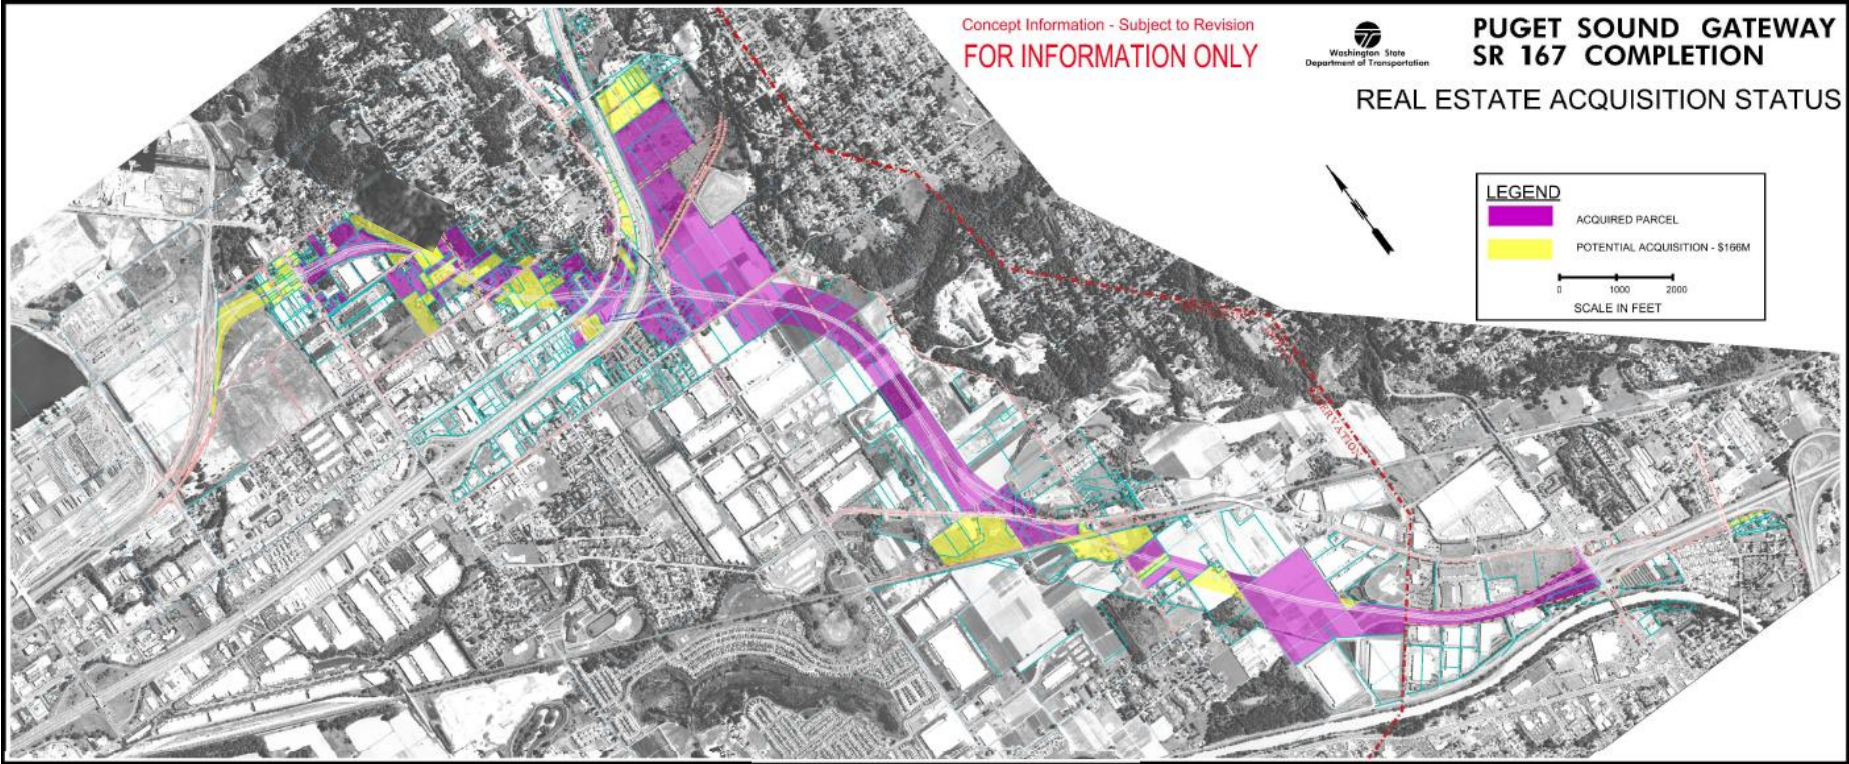 Concept Information - Subject to Revision
FOR INFORMATION ONLY
Washington State
Department of Transportation
PUGET SOUND GATEWAY
SR 167 COMPLETION
REAL ESTATE ACQUISITION STATUS
LEGEND
ACQUIRED PARCEL
POTENTIAL ACQUISITION - $166M
0 1000 2000
SCALE IN FEET